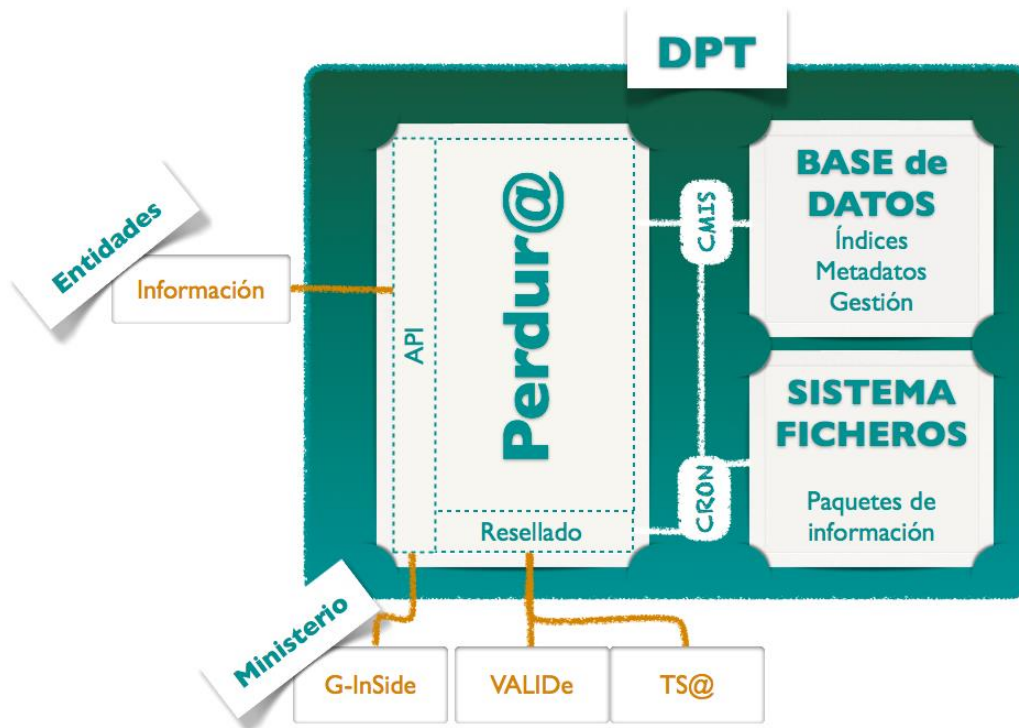 DPT
Entidades
Información
API
Perdur@
Resellado
CMIS
CRON
BASE de
DATOS
Índices
Metadatos
Gestión
SISTEMA
FICHEROS
Paquetes de
información
Ministerio
G-InSide
VALIDe
TS@